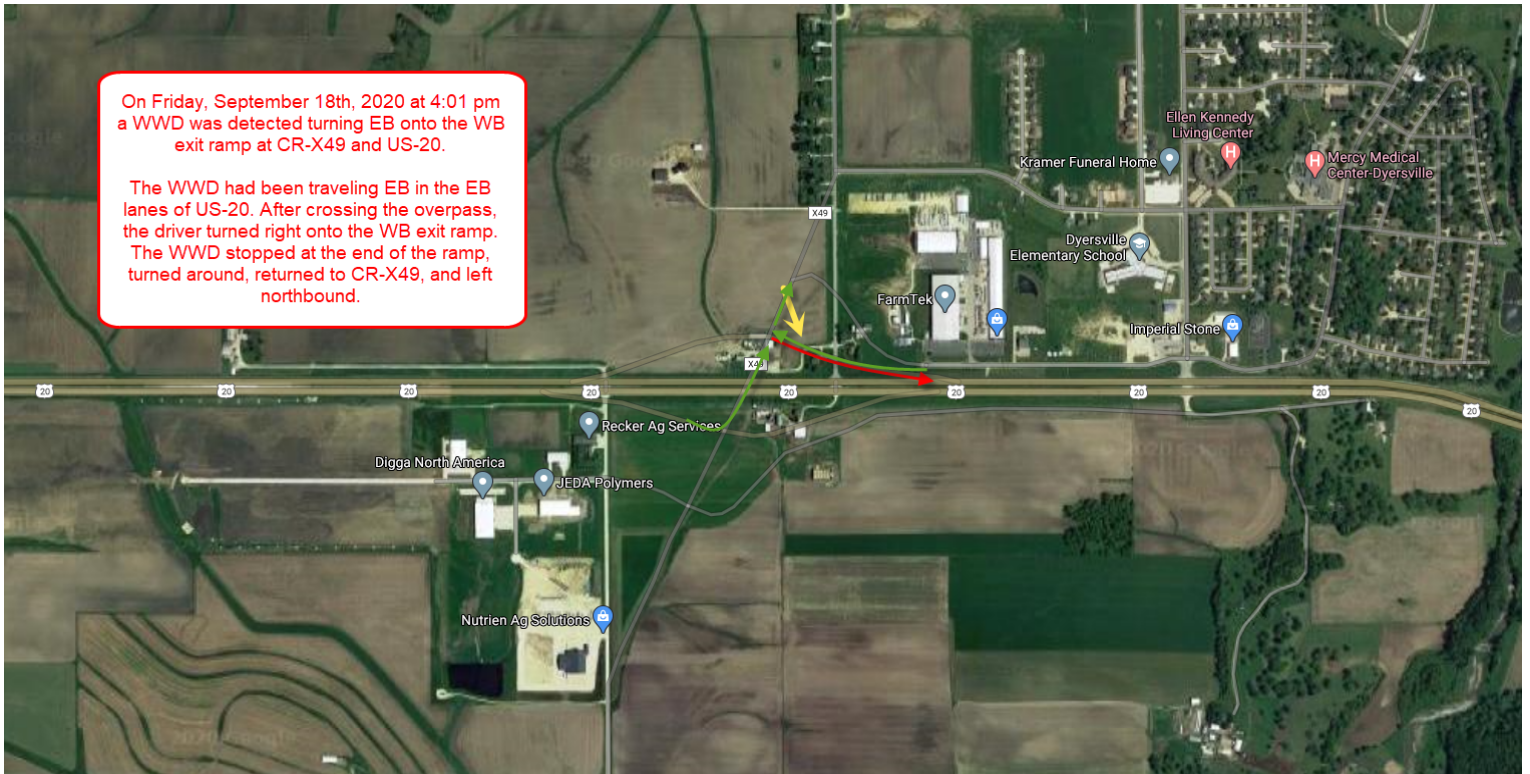 On Friday, September 18th, 2020 at 4:01 pm
a WWD was detected turning EB onto the WB
exit ramp at CR-X49 and US-20.
The WWD had been traveling EB in the EB
lanes of US-20. After crossing the overpass,
the driver turned right onto the WB exit ramp.
The WWD stopped at the end of the ramp,
turned around, returned to CR-X49, and left
northbound.
Ellen Kennedy
Living Center
Kramer Funeral Home
Mercy Medical
Center-Dyersville
X49
Dyersville
Elementary School
FarmTek
Imperial Stone
X49
20
20
20
20
20
20
20
20
20
Recker Ag Services
Digga North America
JEDA Polymers
Nutrien Ag Solutions